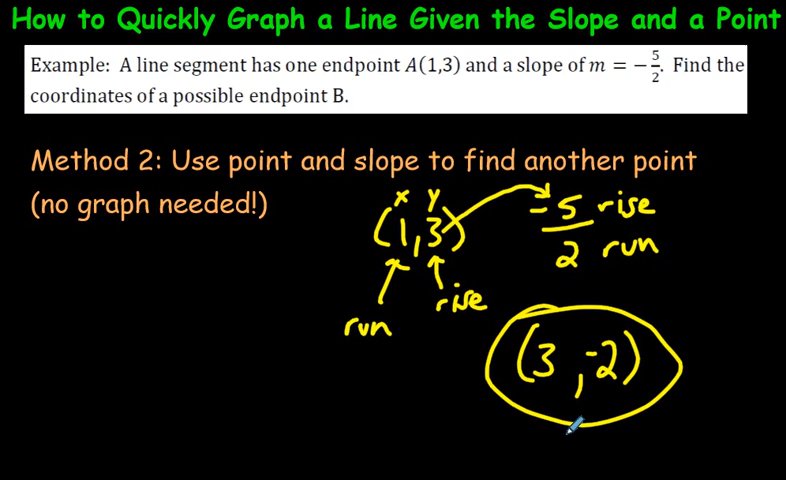 How to Quickly Graph a Line Given the Slope and a Point
Example: A line segment has one endpoint A(1,3) and a slope of m = −5/2. Find the
coordinates of a possible endpoint B.
Method 2: Use point and slope to find another point
(no graph needed!)
x y
(1,3)
-5 rise
2 run
run
rise
(3,-2)